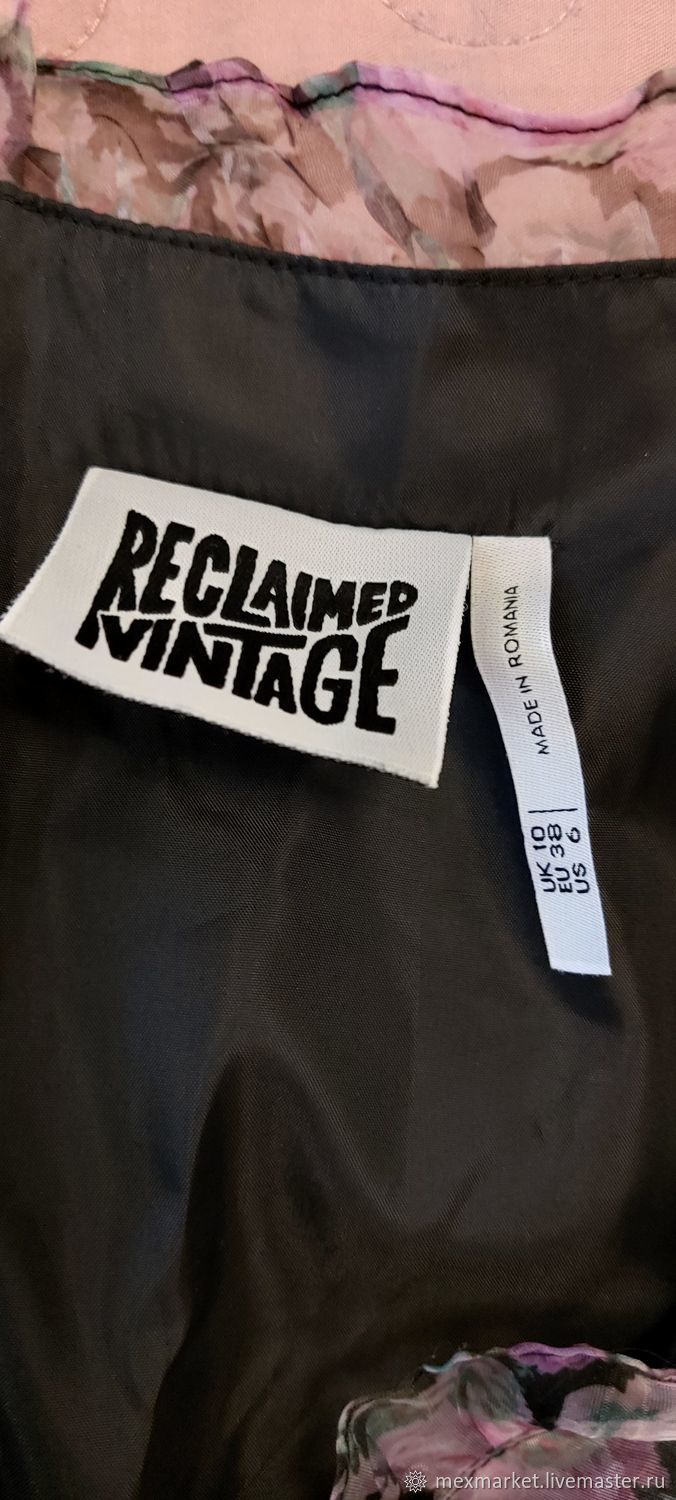 RECLAIMED
VINTAGE
MADE IN ROMANIA
UK 10
EU 38
US 6
mexmarket.livemaster.ru